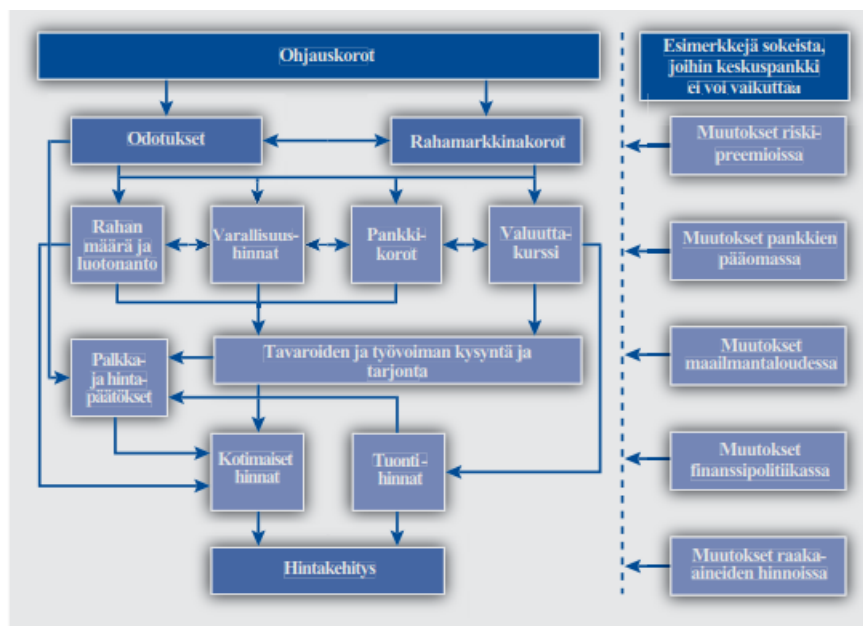 Ohjauskorot
Odotukset
Rahamarkkinakorot
Rahan
määrä ja
luotonanto
Varallisuus-
hinnat
Pankki-
korot
Valuutta-
kurssi
Tavaroiden ja työvoiman kysyntä ja
tarjonta
Palkka-
ja hinta-
päätökset
Kotimaiset
hinnat
Tuonti-
hinnat
Hintakehitys
Esimerkkejä sokeista,
joihin keskuspankki
ei voi vaikuttaa
Muutokset riski-
preemioissa
Muutokset pankkien
pääomassa
Muutokset
maailmantaloudessa
Muutokset
finanssipolitiikassa
Muutokset raaka-
aineiden hinnoissa